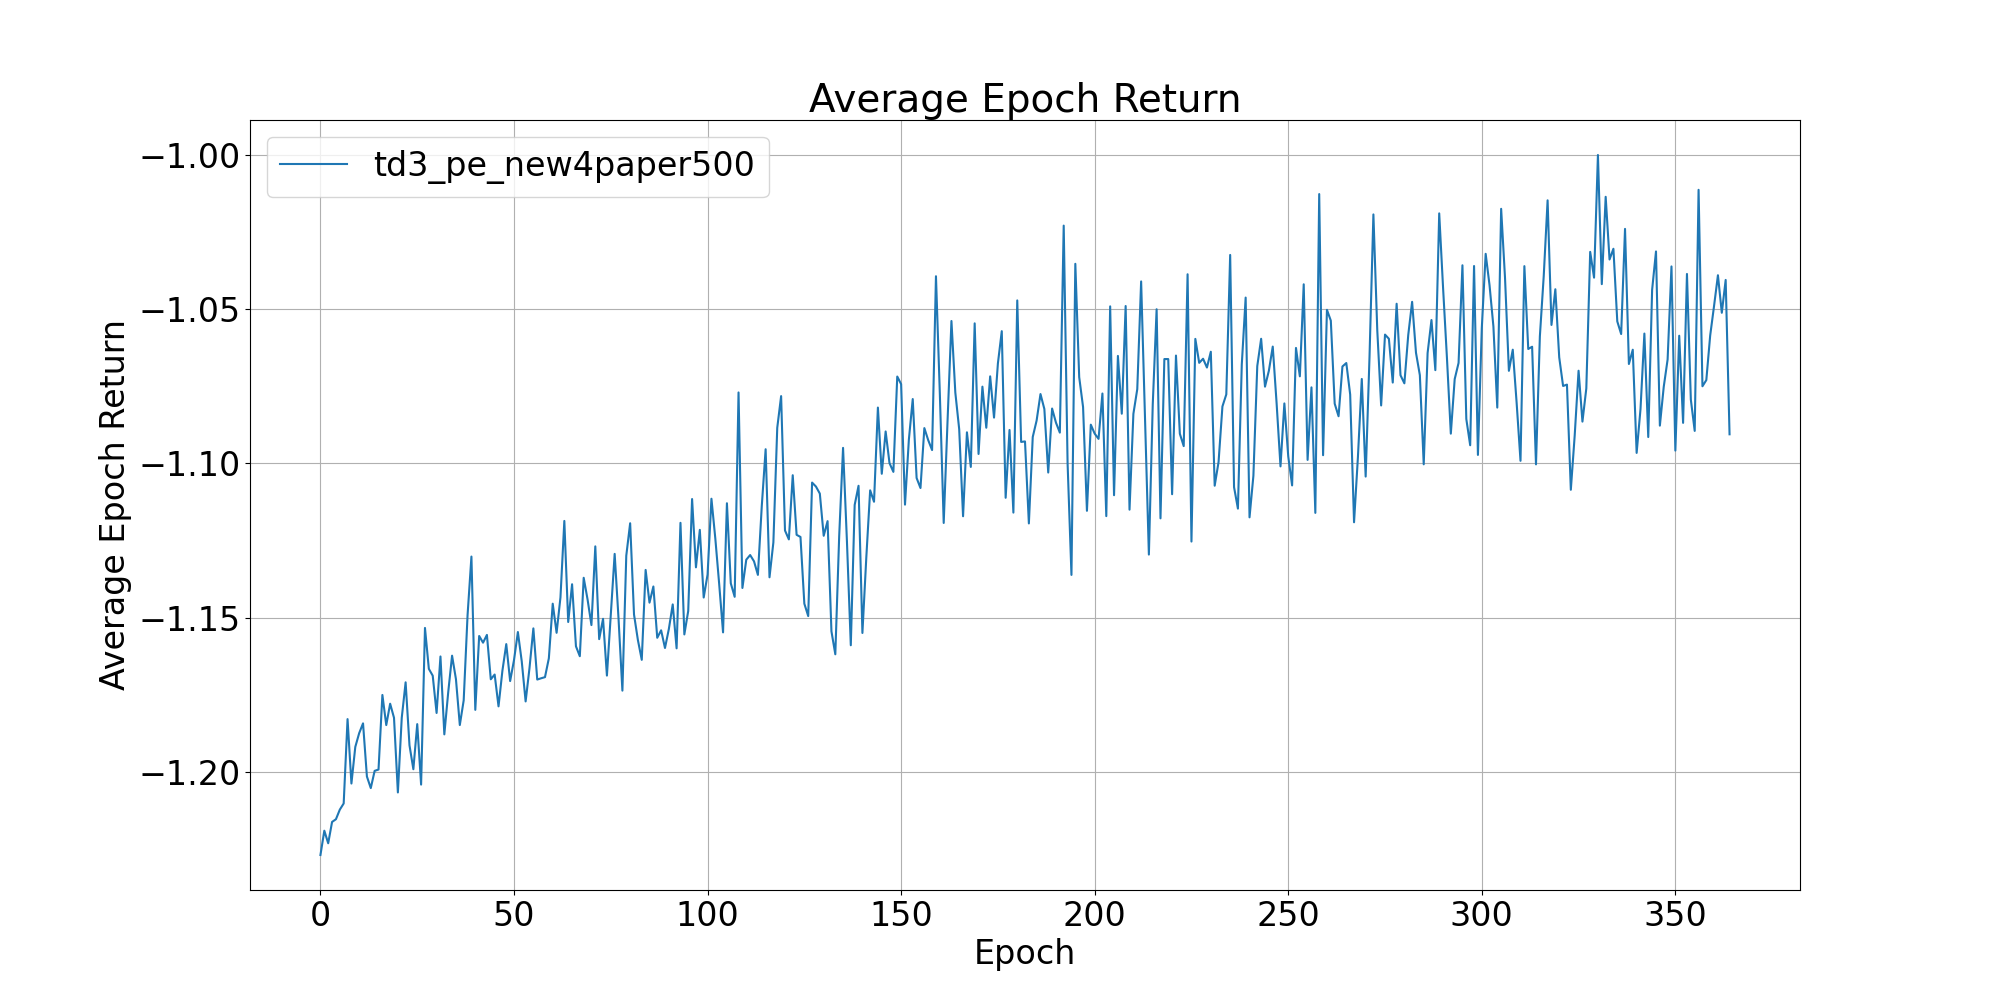 Average Epoch Return
td3_pe_new4paper500
Average Epoch Return
−1.00
−1.05
−1.10
−1.15
−1.20
0 50 100 150 200 250 300 350
Epoch